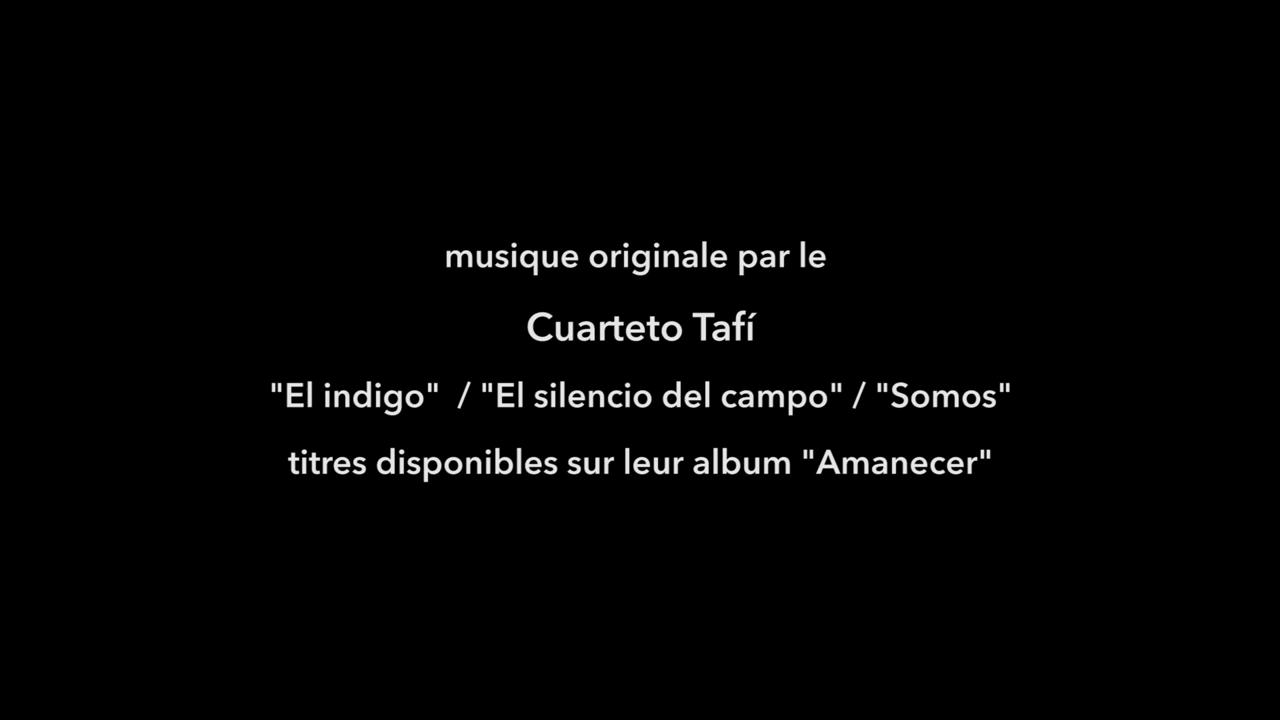 musique originale par le
Cuarteto Tafí
"El indigo" / "El silencio del campo" / "Somos"
titres disponibles sur leur album "Amanecer"